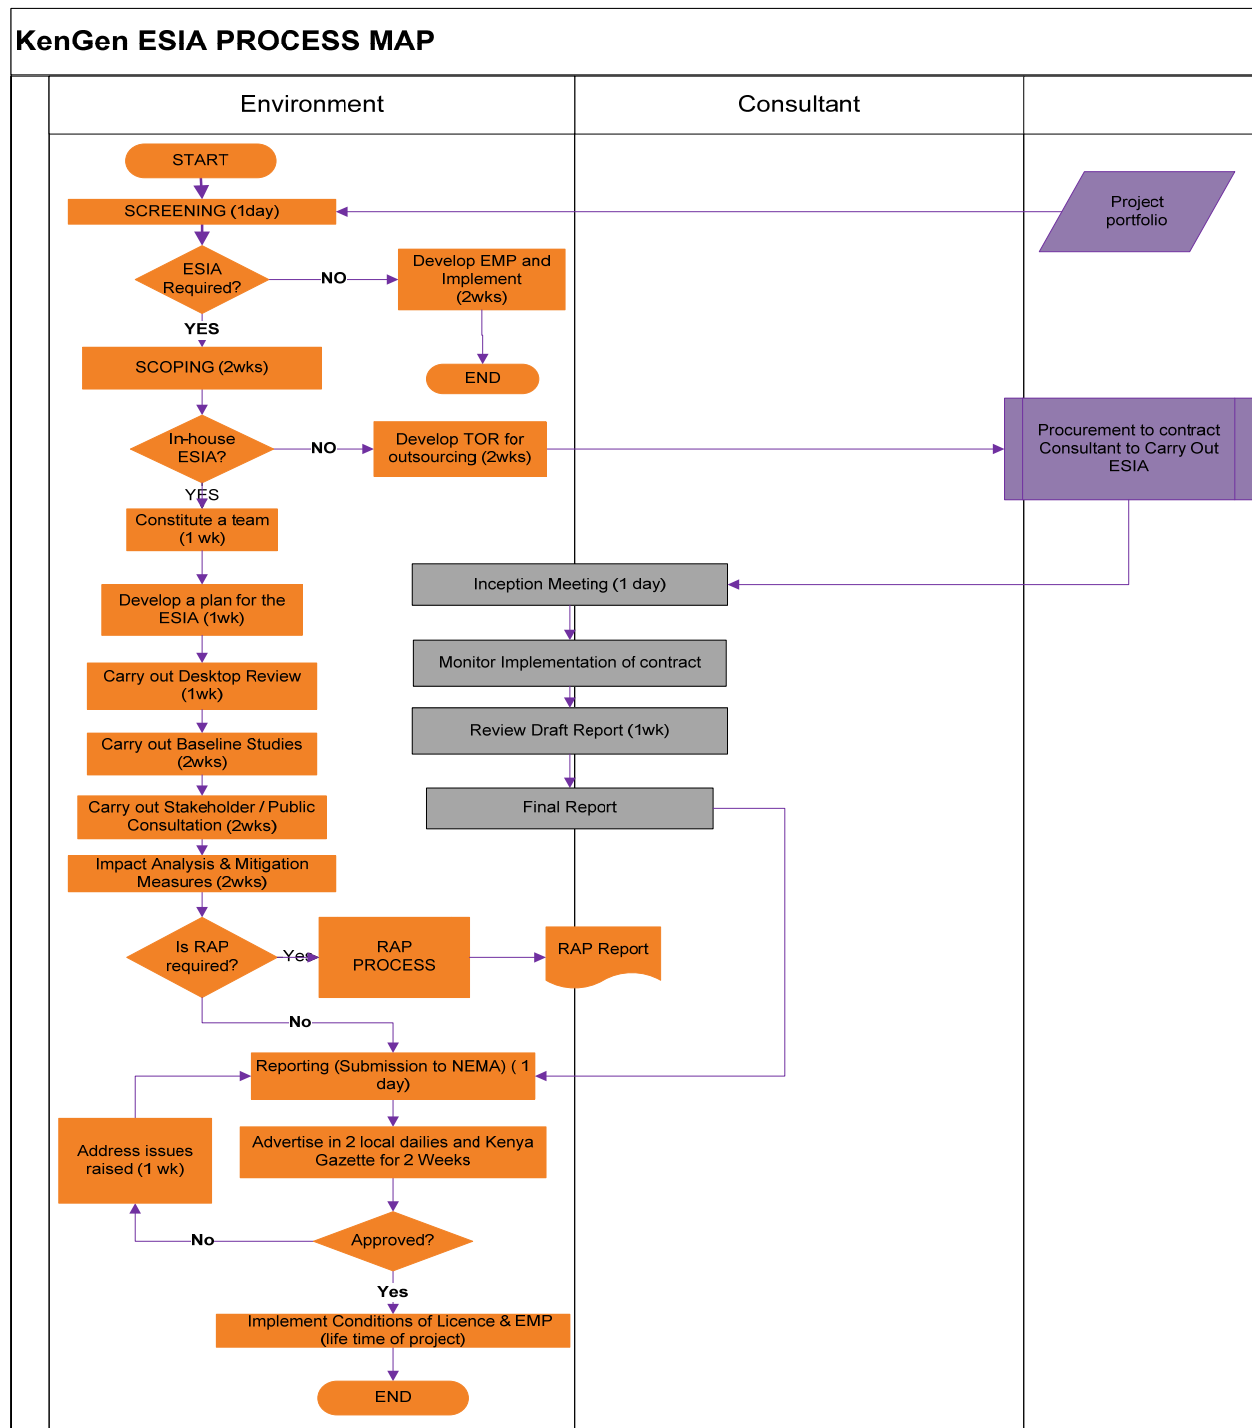 KenGen ESIA PROCESS MAP
Environment
Consultant
START
SCREENING (1day)
Project
portfolio
ESIA
Required?
NO
Develop EMP and
Implement
(2wks)
YES
SCOPING (2wks)
END
In-house
ESIA?
NO
Develop TOR for
outsourcing (2wks)
Procurement to contract
Consultant to Carry Out
ESIA
YES
Constitute a team
(1 wk)
Inception Meeting (1 day)
Develop a plan for the
ESIA (1wk)
Monitor Implementation of contract
Carry out Desktop Review
(1wk)
Review Draft Report (1wk)
Carry out Baseline Studies
(2wks)
Final Report
Carry out Stakeholder / Public
Consultation (2wks)
Impact Analysis & Mitigation
Measures (2wks)
Is RAP
required?
Yes
RAP
PROCESS
RAP Report
No
Reporting (Submission to NEMA) ( 1
day)
Advertise in 2 local dailies and Kenya
Gazette for 2 Weeks
Address issues
raised (1 wk)
Approved?
No
Yes
Implement Conditions of Licence & EMP
(life time of project)
END